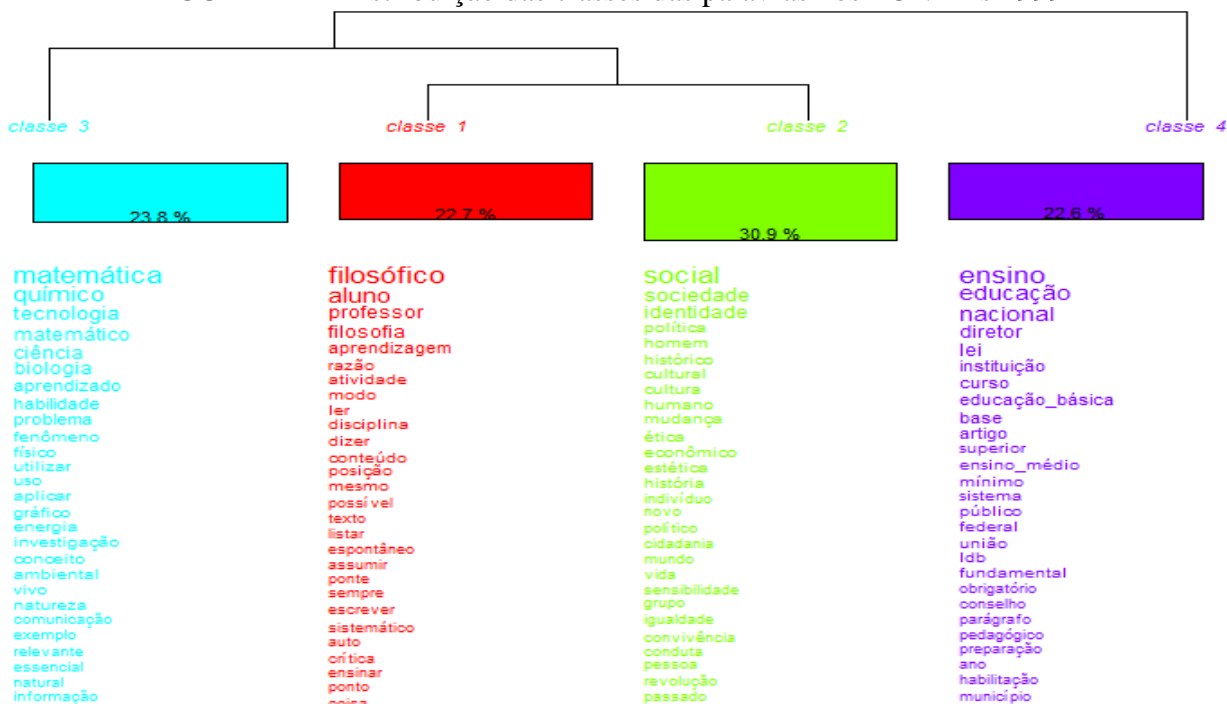 classe 3
classe 1
classe 2
classe 4
23.8 %
22.7 %
30.9 %
22.6 %
matemática
químico
tecnologia
matemático
ciência
biologia
aprendizado
habilidade
problema
fenômeno
físico
utilizar
uso
aplicar
gráfico
energia
investigação
conceito
ambiental
vivo
natureza
comunicação
exemplo
relevante
essencial
natural
informação
filosófico
aluno
professor
filosofia
aprendizagem
razão
atividade
modo
ler
disciplina
dizer
conteúdo
posição
mesmo
possível
texto
listar
espontâneo
assumir
ponte
sempre
escrever
sistemático
auto
crítica
ensinar
ponto
social
sociedade
identidade
política
homem
histórico
cultural
cultura
humano
mudança
ética
econômico
estética
história
indivíduo
novo
político
cidadania
mundo
vida
sensibilidade
grupo
igualdade
convivência
conduta
pessoa
revolução
passado
ensino
educação
nacional
diretor
lei
instituição
curso
educação_básica
base
artigo
superior
ensino_médio
mínimo
sistema
público
federal
união
ldb
fundamental
obrigatório
conselho
parágrafo
pedagógico
preparação
ano
habilitação
município